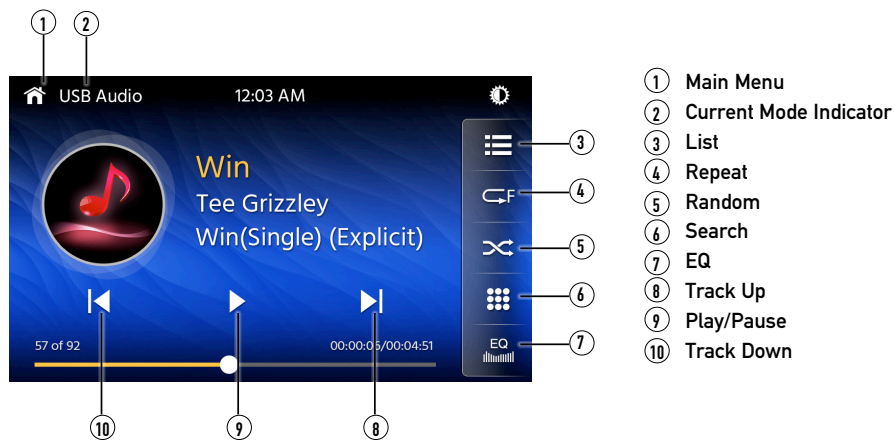 1 2
USB Audio 12:03 AM
Win
Tee Grizzley
Win(Single) (Explicit)
F
57 of 92 00:00:05/00:04:51
EQ
3
4
5
6
7
10 9 8
1 Main Menu
2 Current Mode Indicator
3 List
4 Repeat
5 Random
6 Search
7 EQ
8 Track Up
9 Play/Pause
10 Track Down